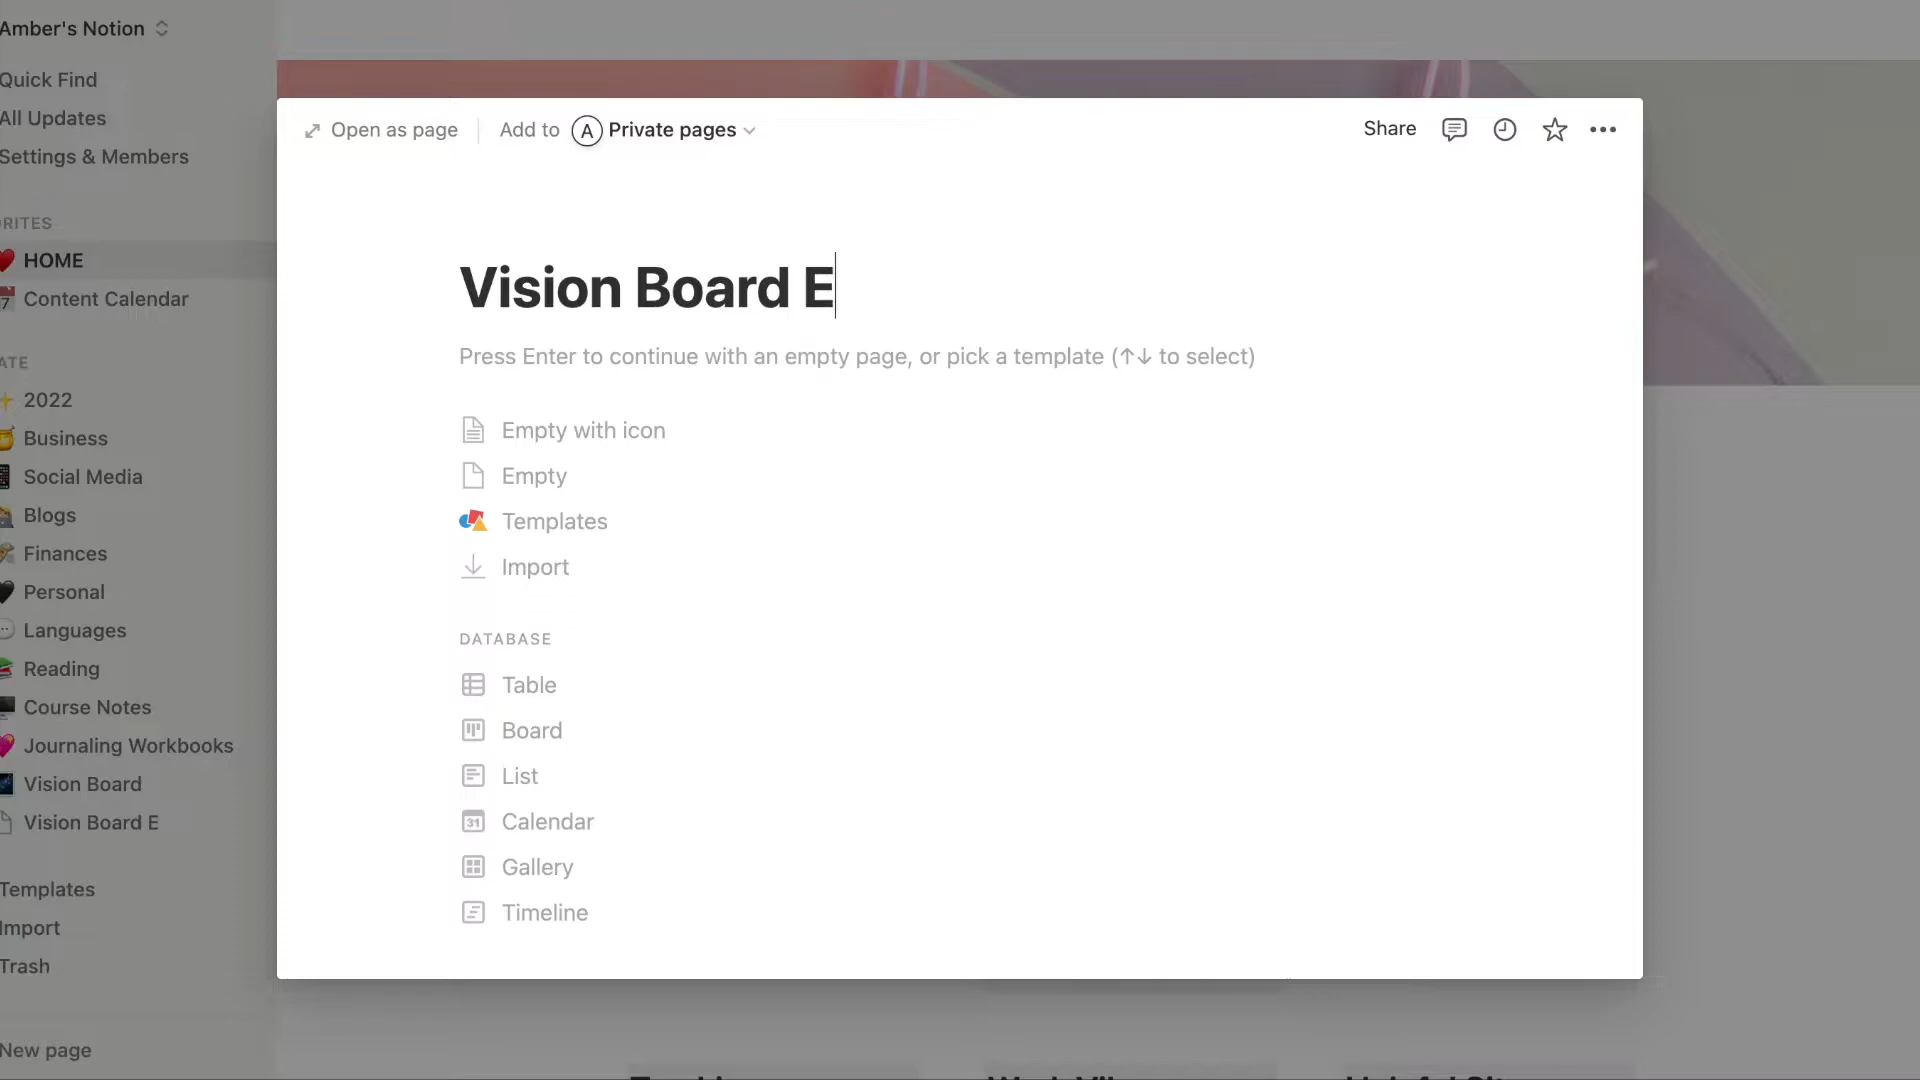 Amber's Notion
Quick Find
All Updates
Settings & Members
RITES
HOME
Content Calendar
ATE
2022
Business
Social Media
Blogs
Finances
Personal
Languages
Reading
Course Notes
Journaling Workbooks
Vision Board
Vision Board E
Templates
Import
Trash
New page
Open as page
Add to A Private pages
Share
Vision Board E
Press Enter to continue with an empty page, or pick a template (↑↓ to select)
Empty with icon
Empty
Templates
Import
DATABASE
Table
Board
List
31 Calendar
Gallery
Timeline